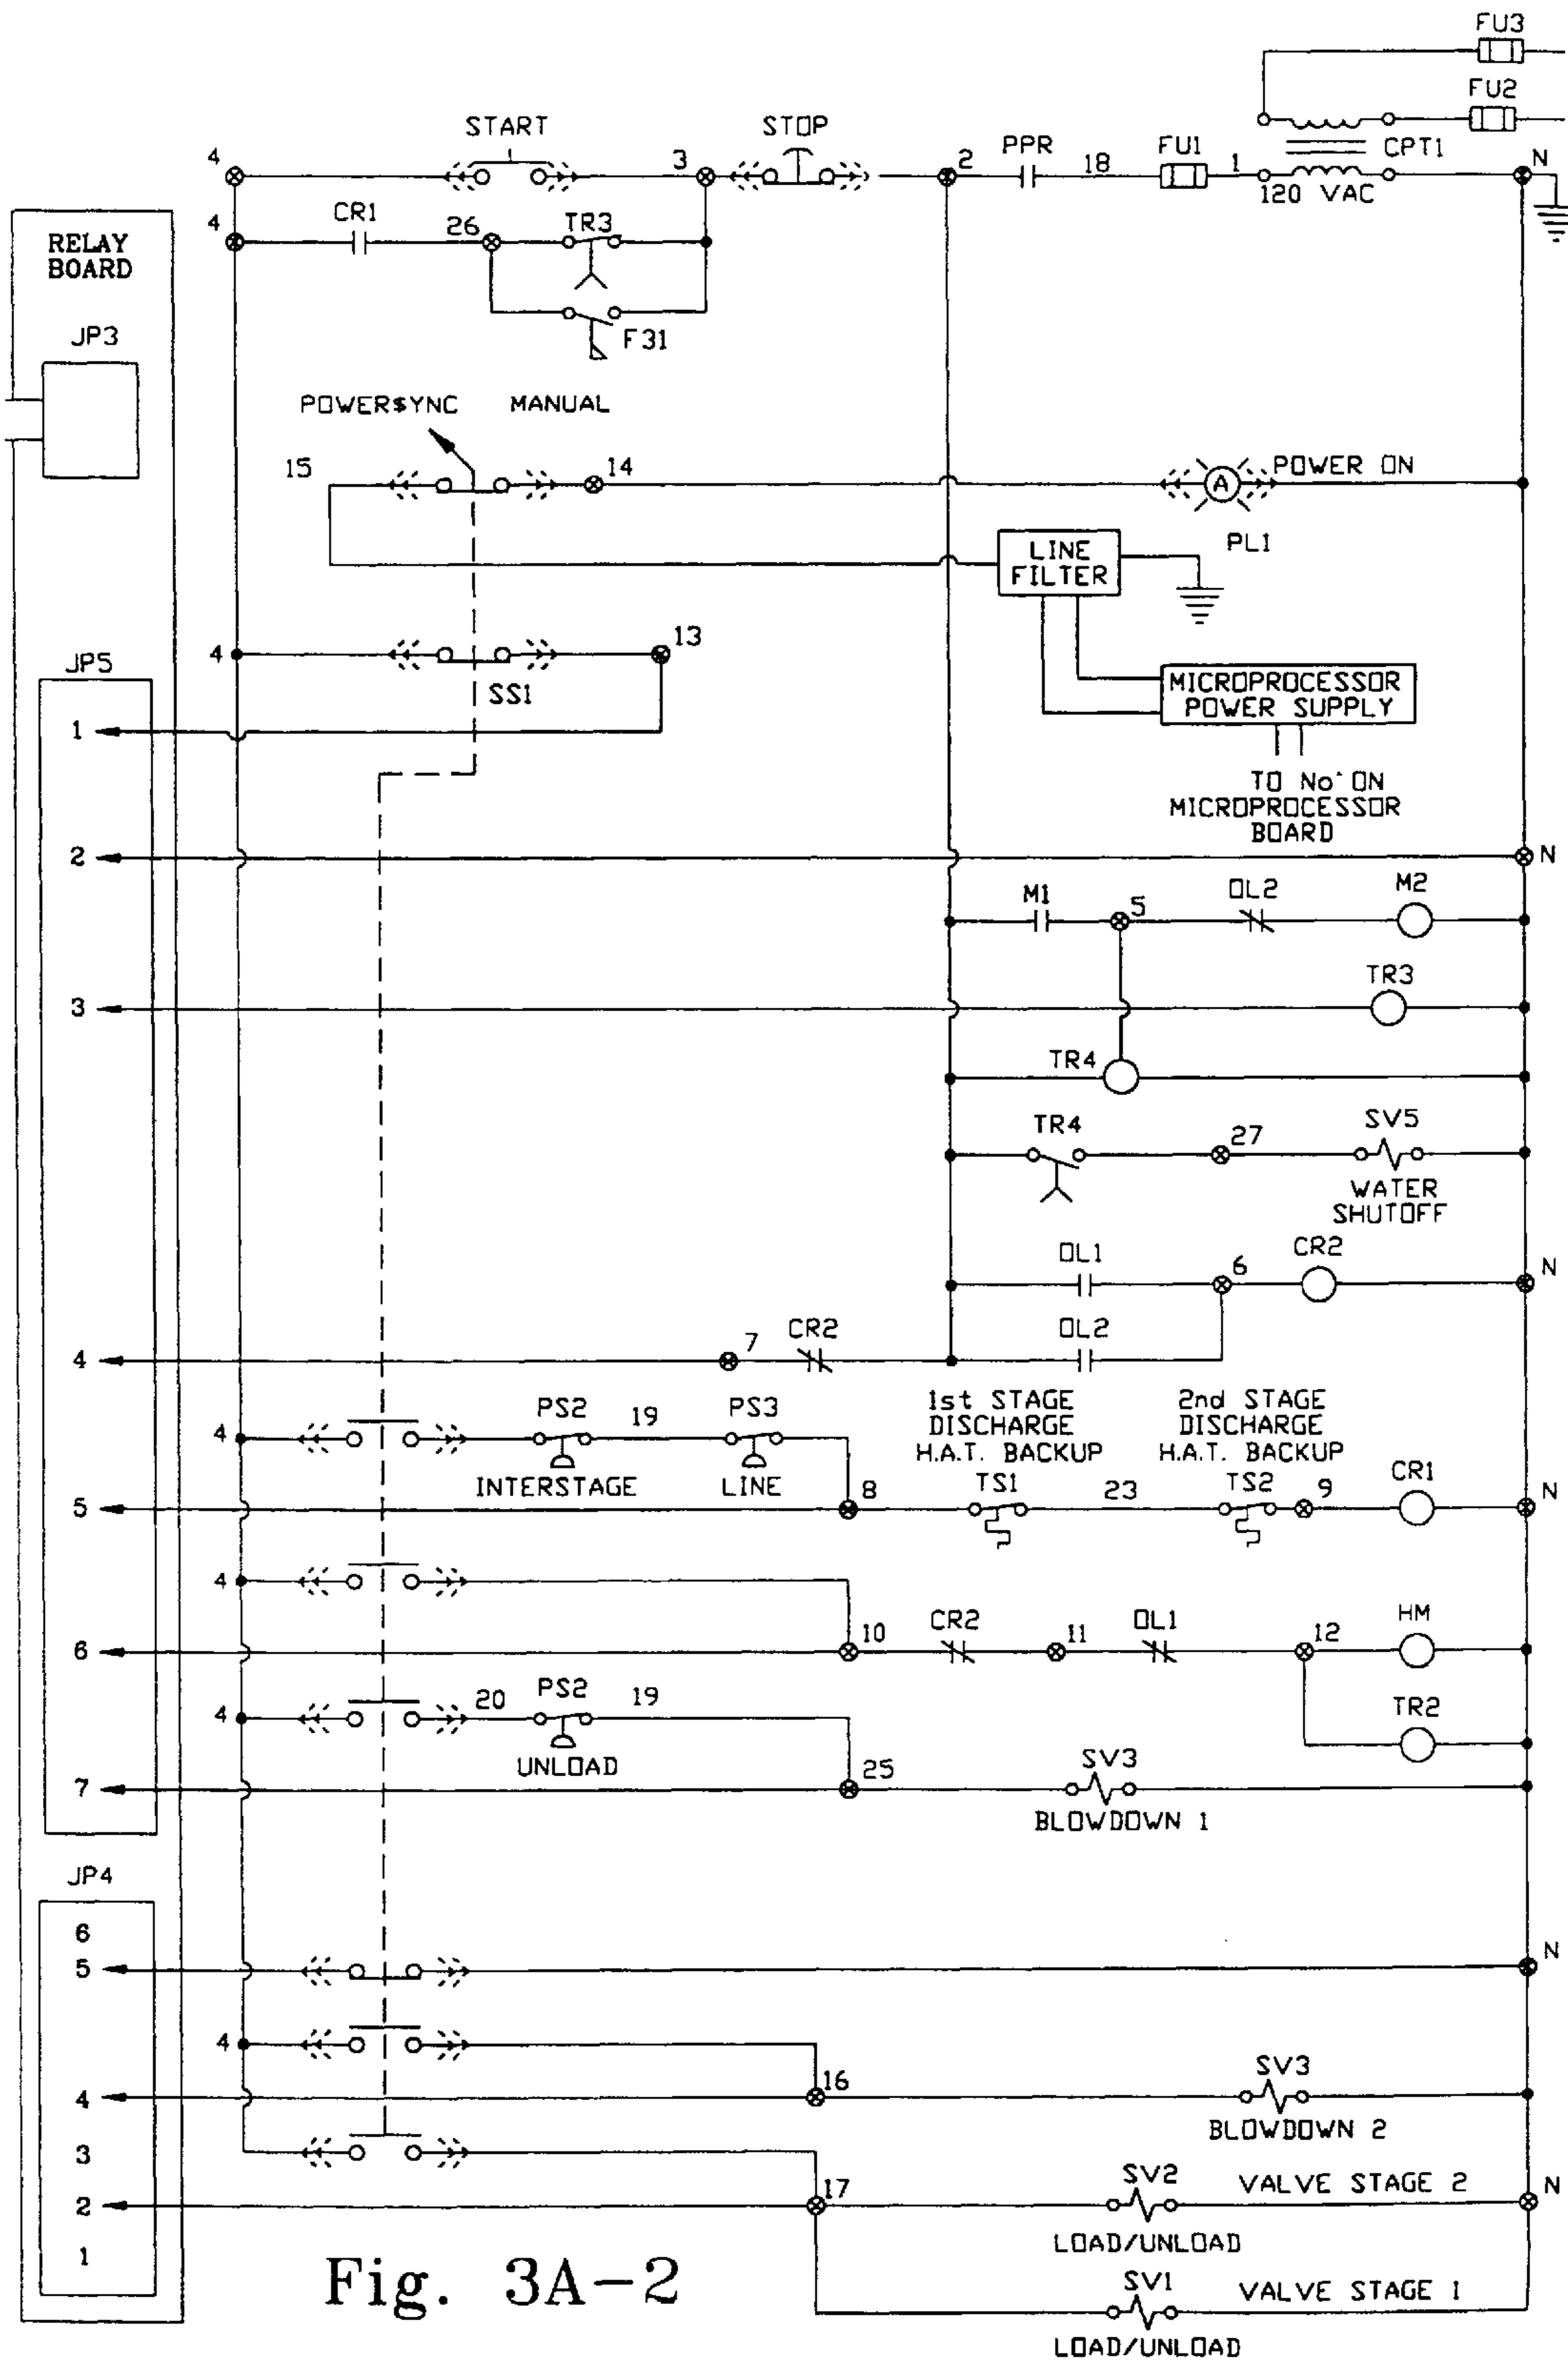 FU3
FU2
START
STOP
4
3
2
PPR
18
FU1
1
CPT1
N
120 VAC
4
CR1
26
TR3
RELAY
BOARD
F31
JP3
POWER$YNC
MANUAL
15
14
POWER ON
A
PL1
LINE
FILTER
4
13
SS1
JP5
MICROPROCESSOR
POWER SUPPLY
1
TO No' ON
MICROPROCESSOR
BOARD
2
N
M1
5
OL2
M2
3
TR3
TR4
TR4
27
SV5
WATER
SHUTOFF
OL1
6
CR2
N
4
7
CR2
OL2
1st STAGE
DISCHARGE
H.A.T. BACKUP
2nd STAGE
DISCHARGE
H.A.T. BACKUP
4
PS2
19
PS3
INTERSTAGE
LINE
5
8
TS1
23
TS2
9
CR1
N
4
6
10
CR2
11
OL1
12
HM
4
20
PS2
19
TR2
UNLOAD
7
25
SV3
BLOWDOWN 1
JP4
6
5
N
4
4
16
SV3
BLOWDOWN 2
3
2
17
SV2
VALVE STAGE 2
N
LOAD/UNLOAD
1
SV1
VALVE STAGE 1
LOAD/UNLOAD
Fig. 3A-2